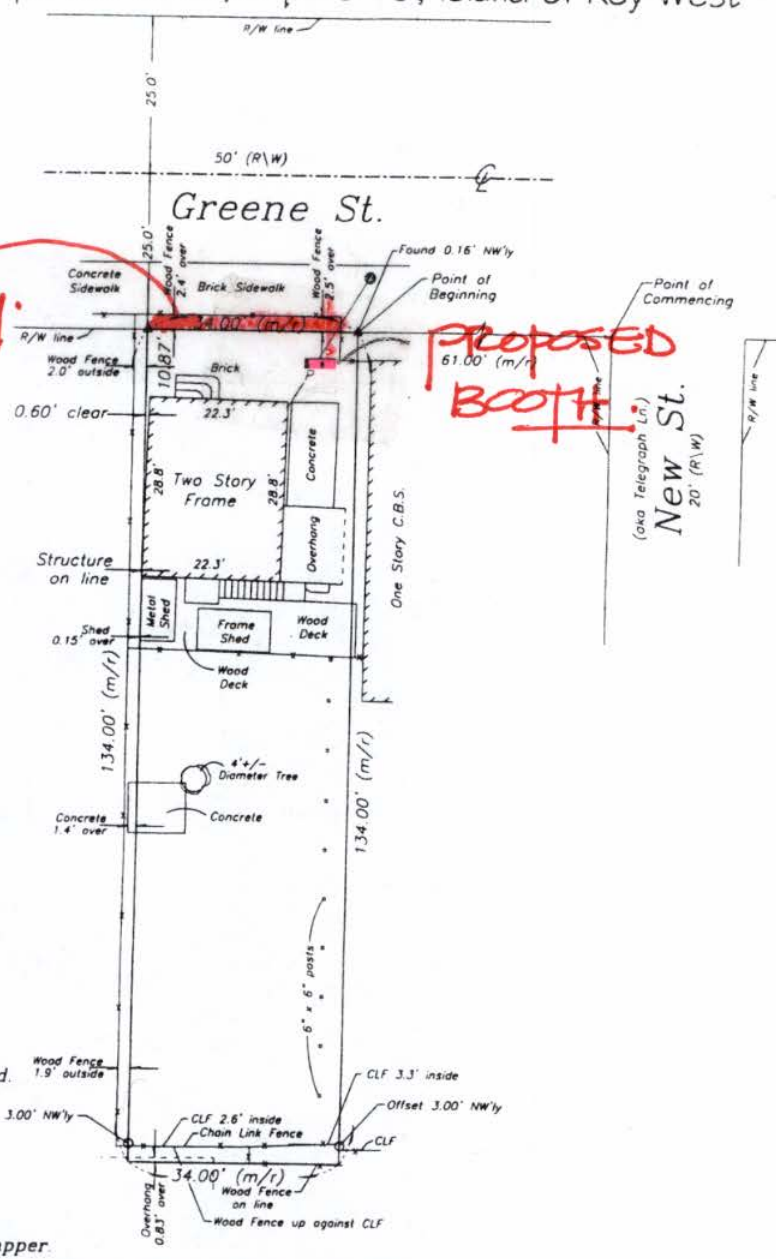 Island of Key West
R/W line
25.0'
50' (R\W)
Greene St.
25.0'
Wood Fence
2.4' over
Wood Fence
2.5' over
Found 0.16' NW'ly
Concrete
Sidewalk
Brick Sidewalk
Point of
Beginning
Point of
Commencing
R/W line
34.00' (m/r)
PROPOSED
BOOTH
61.00' (m/r)
R/W line
R/W line
Wood Fence
2.0' outside
10.87'
Brick
0.60' clear
22.3'
Two Story
Frame
28.8'
28.8'
Concrete
Overhang
One Story C.B.S.
(aka Telegraph Ln.)
New St.
20' (R\W)
Structure
on line
22.3'
Metal
Shed
Shed
0.15' over
Frame
Shed
Wood
Deck
Wood
Deck
134.00' (m/r)
134.00' (m/r)
4'+/-
Diameter Tree
Concrete
1.4' over
Concrete
6" x 6" posts
Wood Fence
1.9' outside
d.
CLF 3.3' inside
3.00' NW'ly
CLF 2.6' inside
Offset 3.00' NW'ly
Chain Link Fence
CLF
34.00' (m/r)
Wood Fence
on line
Overhang
0.83' over
Wood Fence up against CLF
apper.